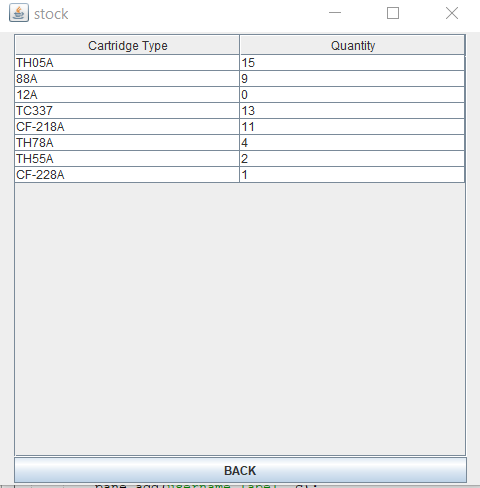 stock
Cartridge Type Quantity
TH05A 15
88A 9
12A 0
TC337 13
CF-218A 11
TH78A 4
TH55A 2
CF-228A 1
BACK